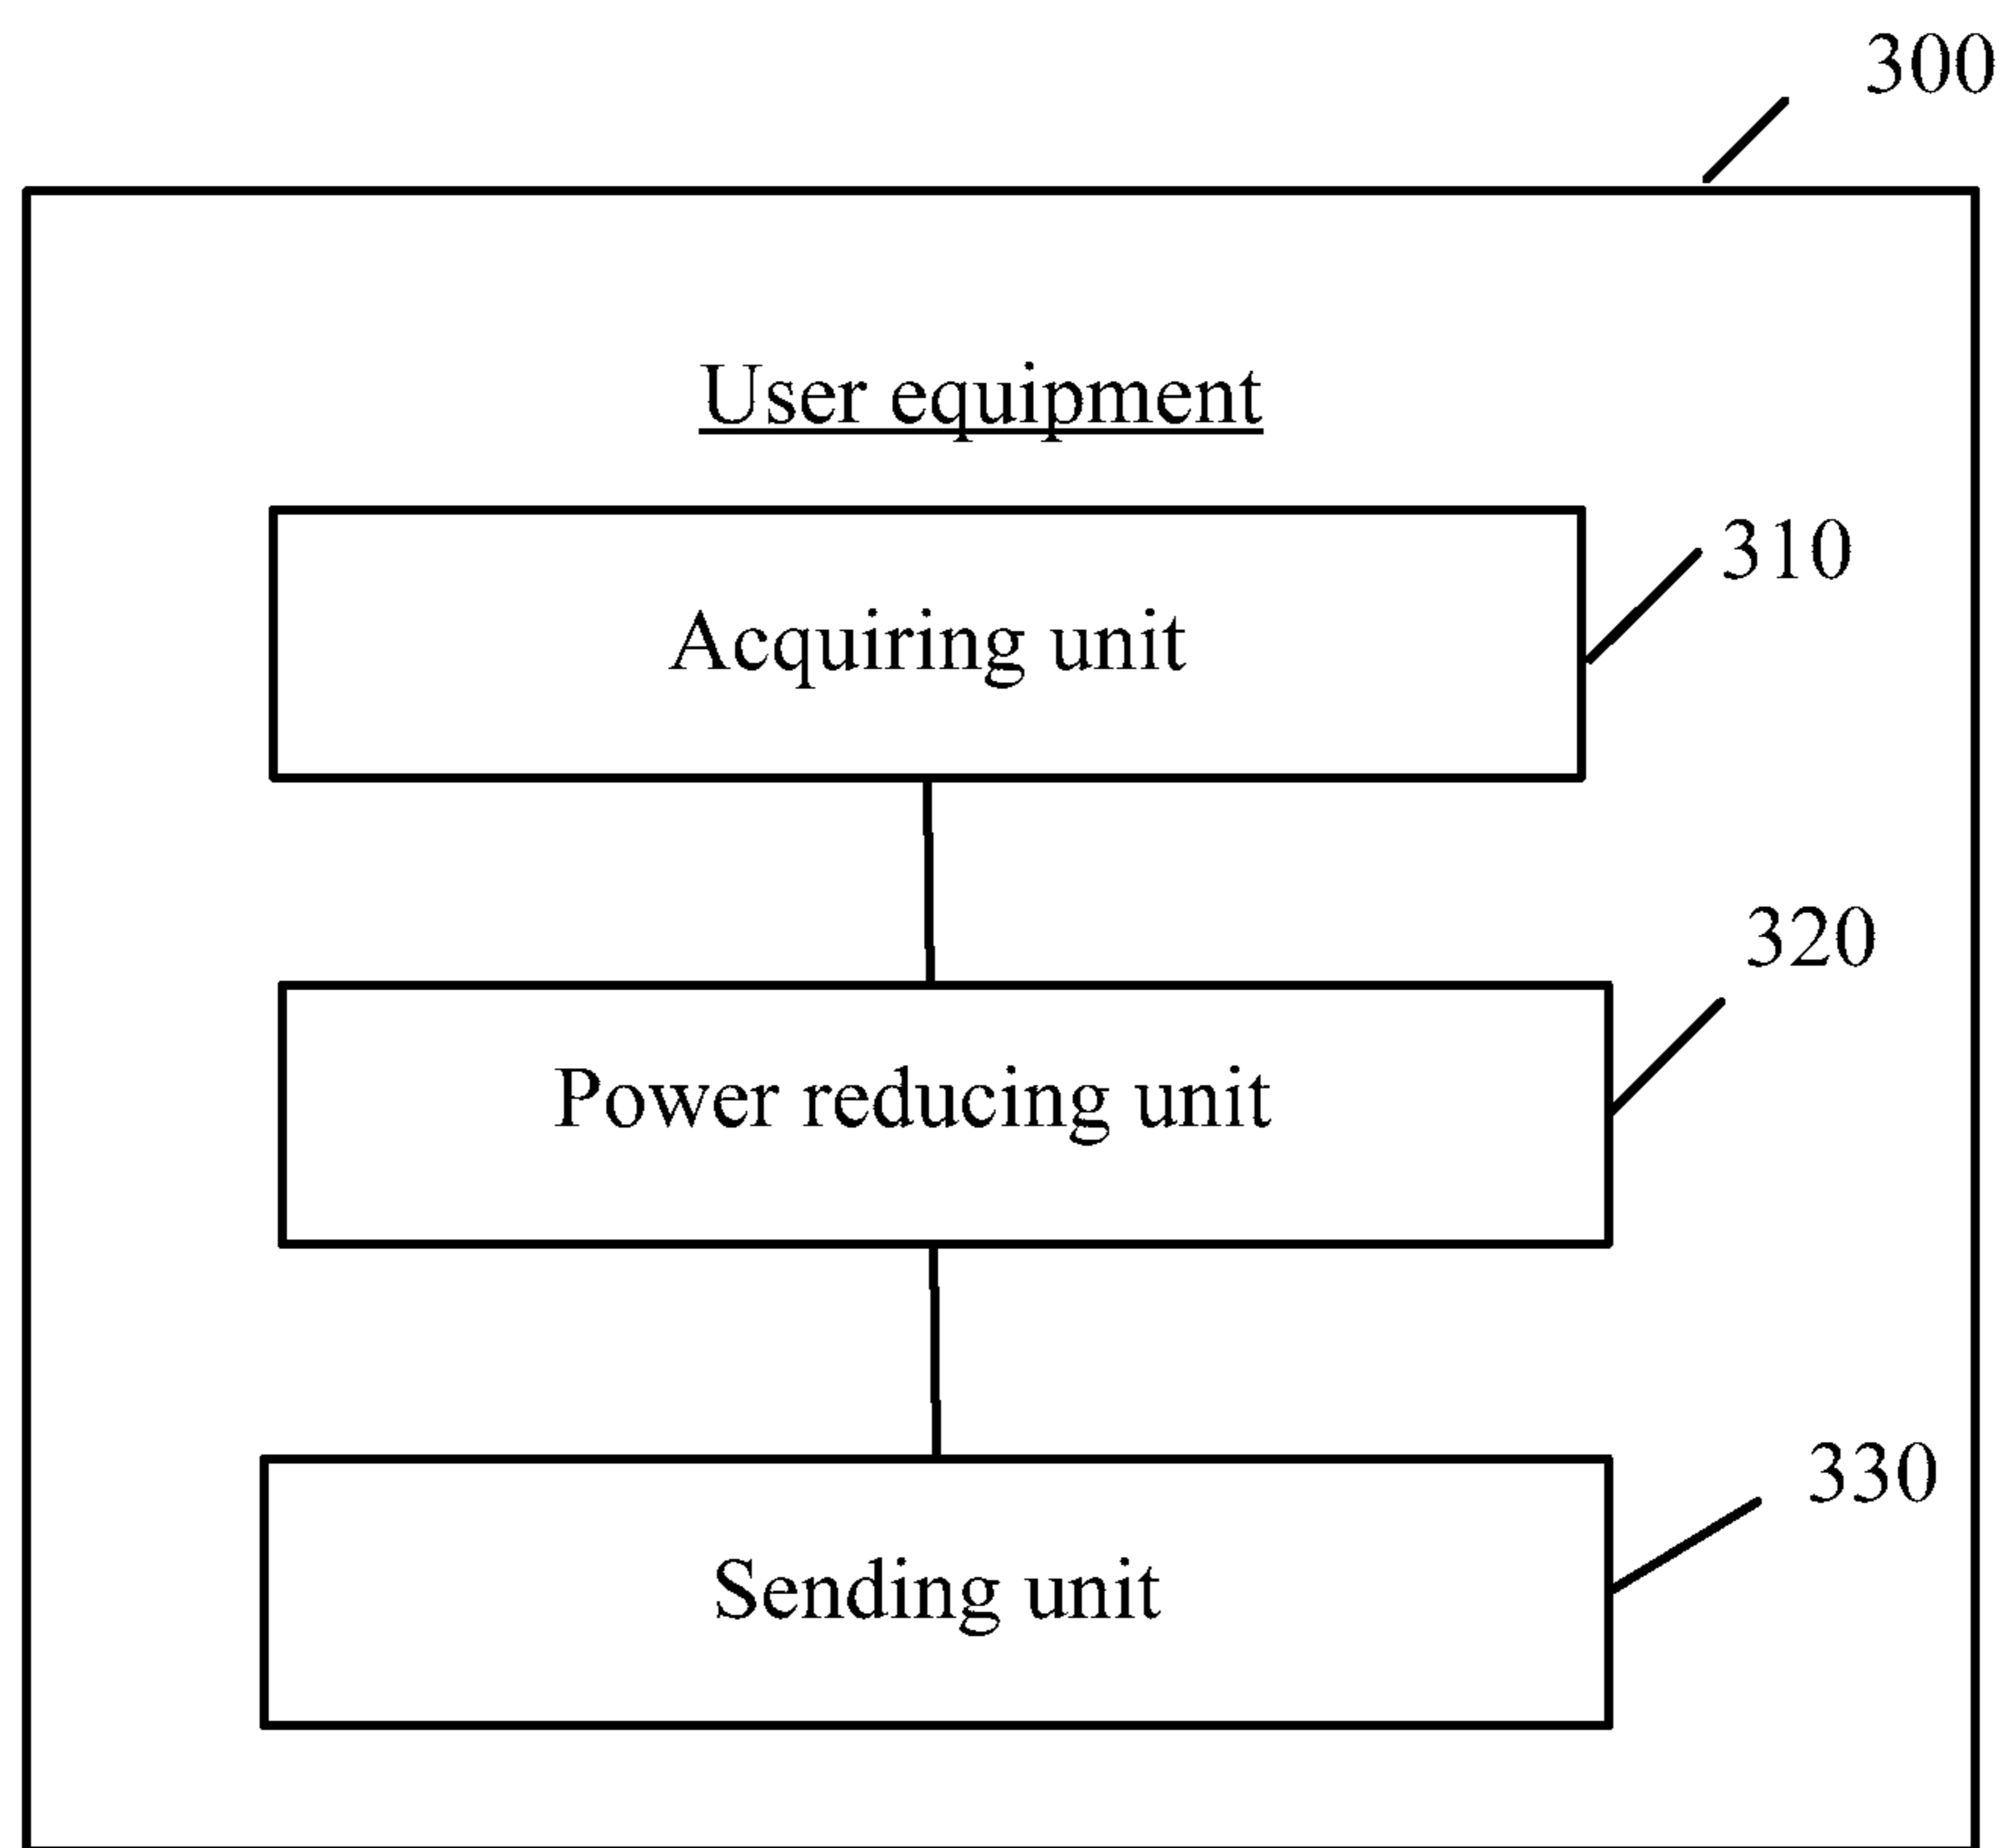 300
User equipment
Acquiring unit
310
320
Power reducing unit
330
Sending unit